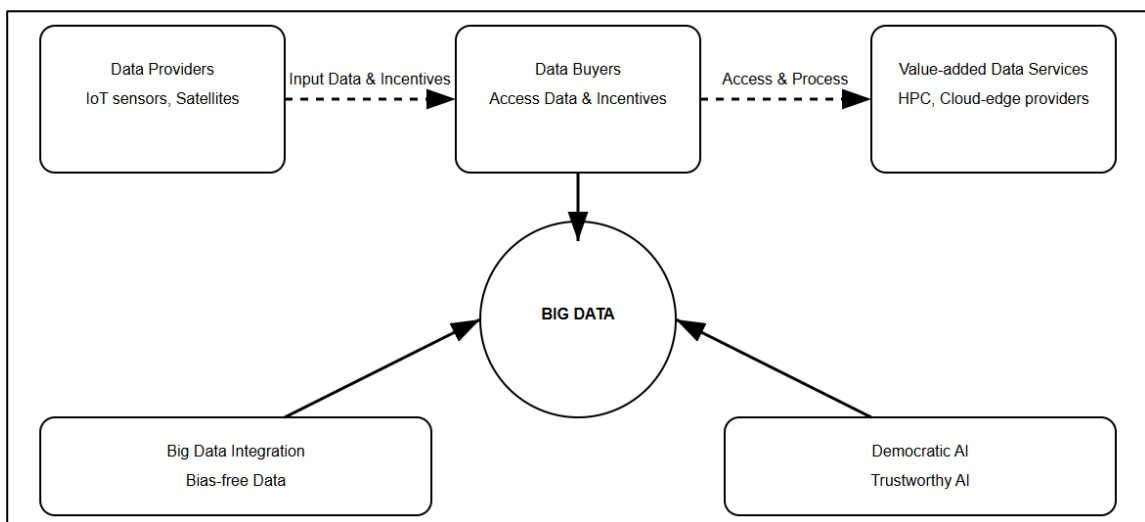 Data Providers
IoT sensors, Satellites
Input Data & Incentives
Data Buyers
Access Data & Incentives
Access & Process
Value-added Data Services
HPC, Cloud-edge providers
BIG DATA
Big Data Integration
Bias-free Data
Democratic AI
Trustworthy AI